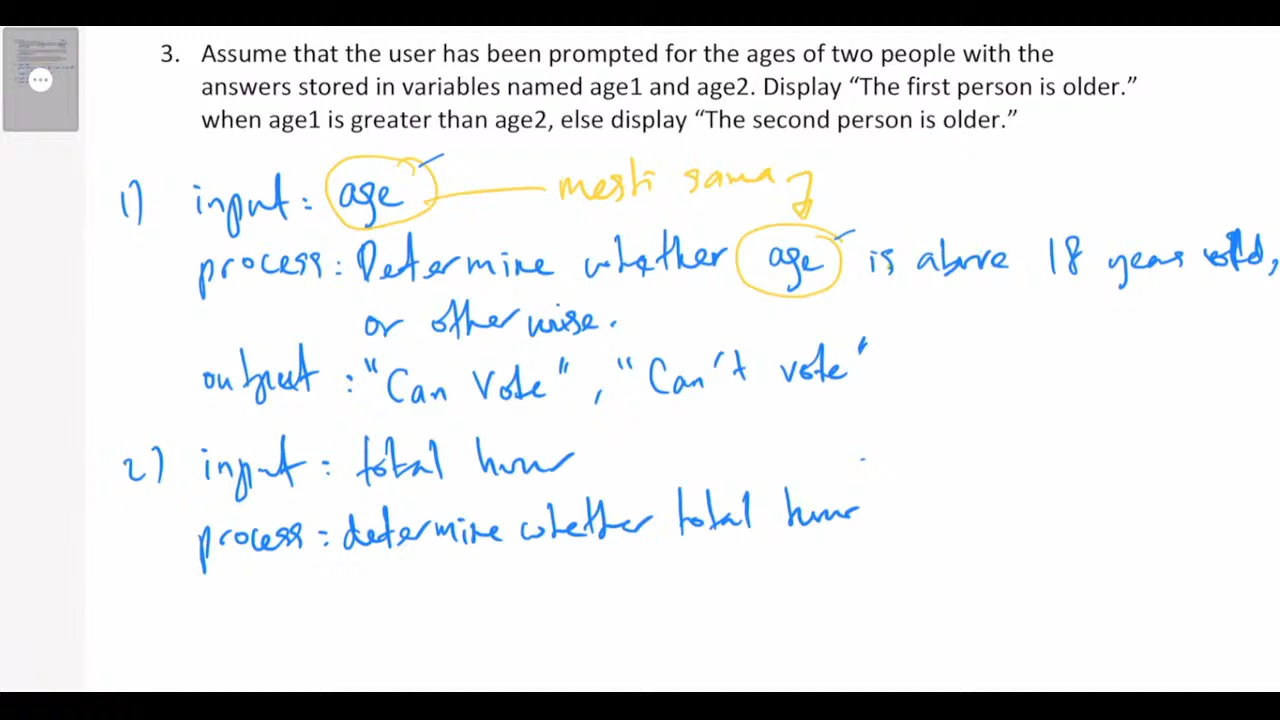 3. Assume that the user has been prompted for the ages of two people with the
answers stored in variables named age1 and age2. Display “The first person is older.”
when age1 is greater than age2, else display “The second person is older.”
1) input : age mesti sama
process : Determine whether age is above 18 years old,
or otherwise.
output : "Can Vote" , "Can't vote"
2) input : total hour
process : determine whether total hour